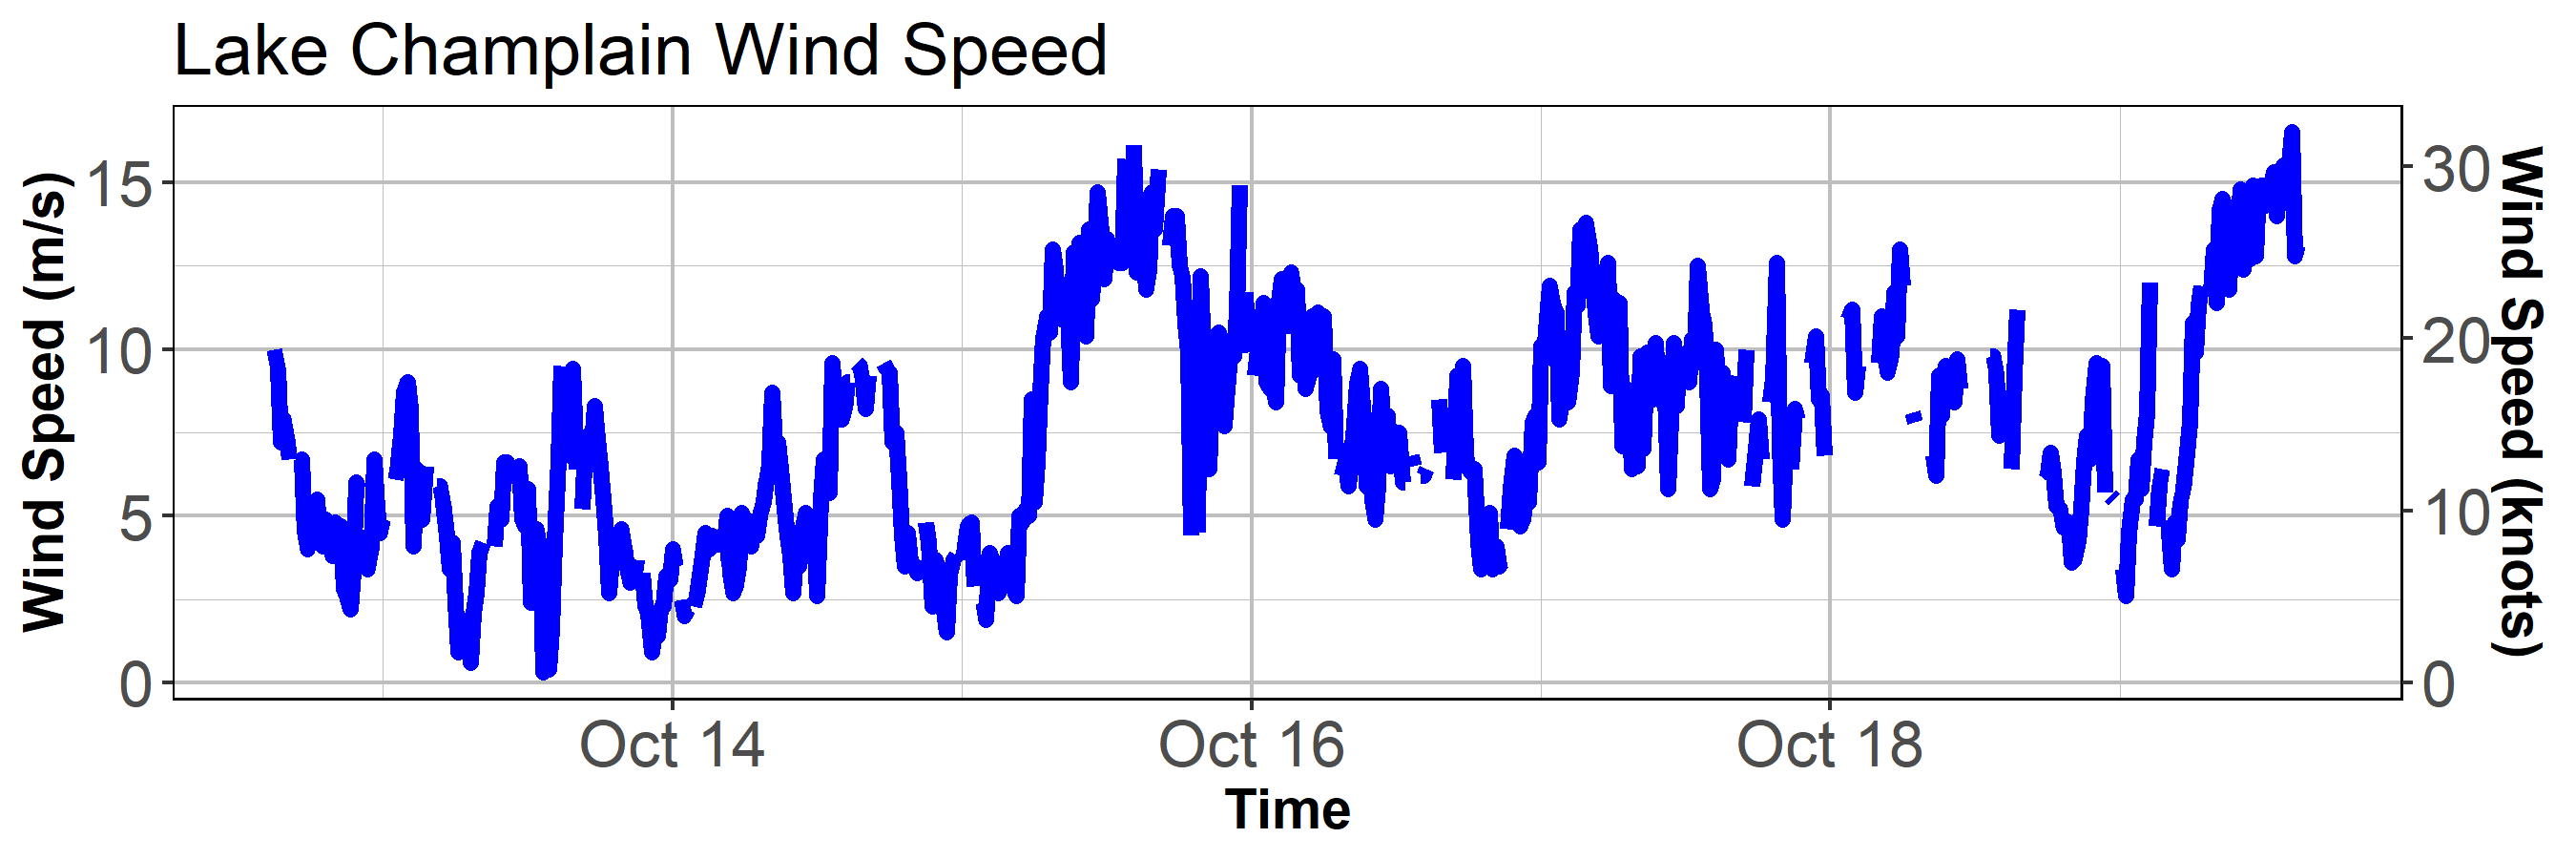 Lake Champlain Wind Speed
Wind Speed (m/s)
15
10
5
0
30
20
10
0
Wind Speed (knots)
Oct 14
Oct 16
Oct 18
Time